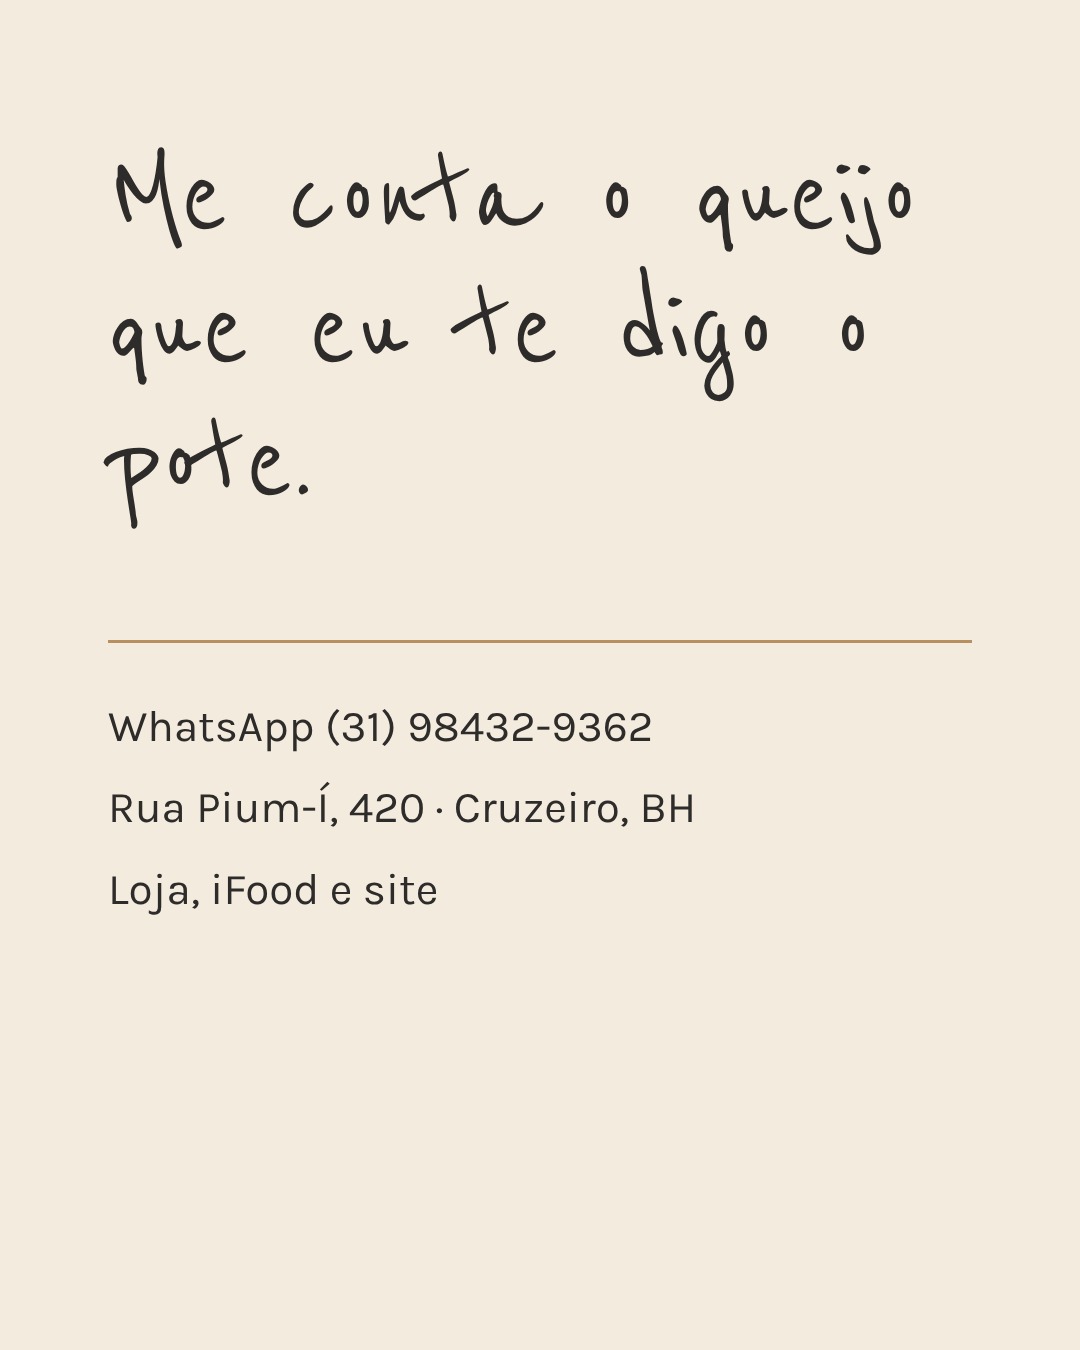 Me conta o queijo
que eu te digo o
pote.
WhatsApp (31) 98432-9362
Rua Pium-Í, 420 · Cruzeiro, BH
Loja, iFood e site